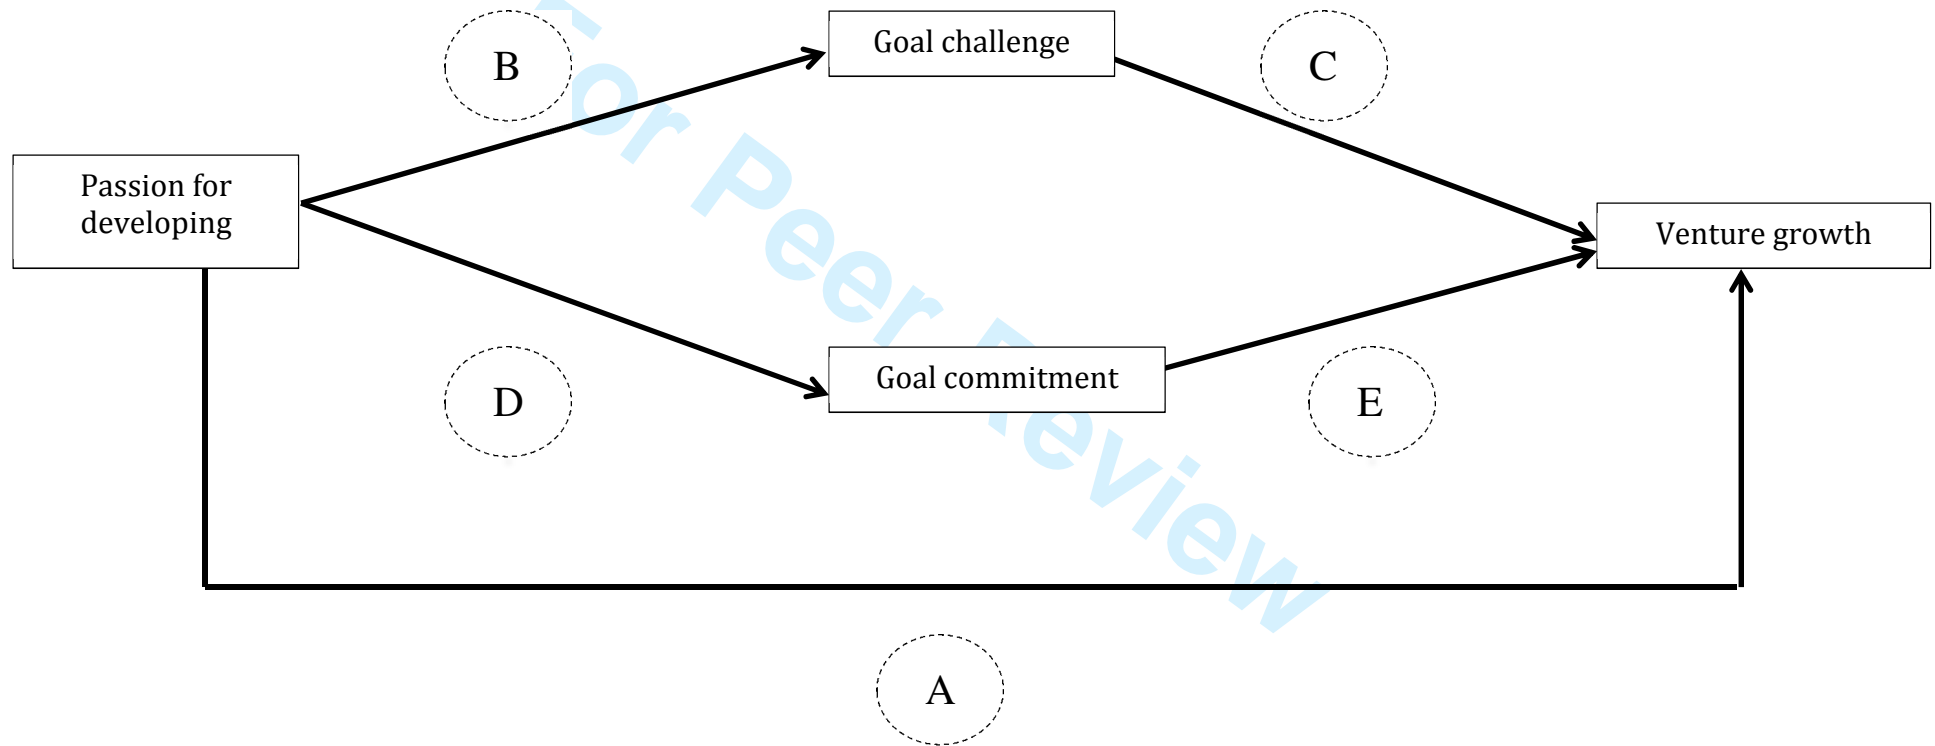 B
Goal challenge
C
Passion for
developing
Venture growth
D
Goal commitment
E
A
For Peer Review